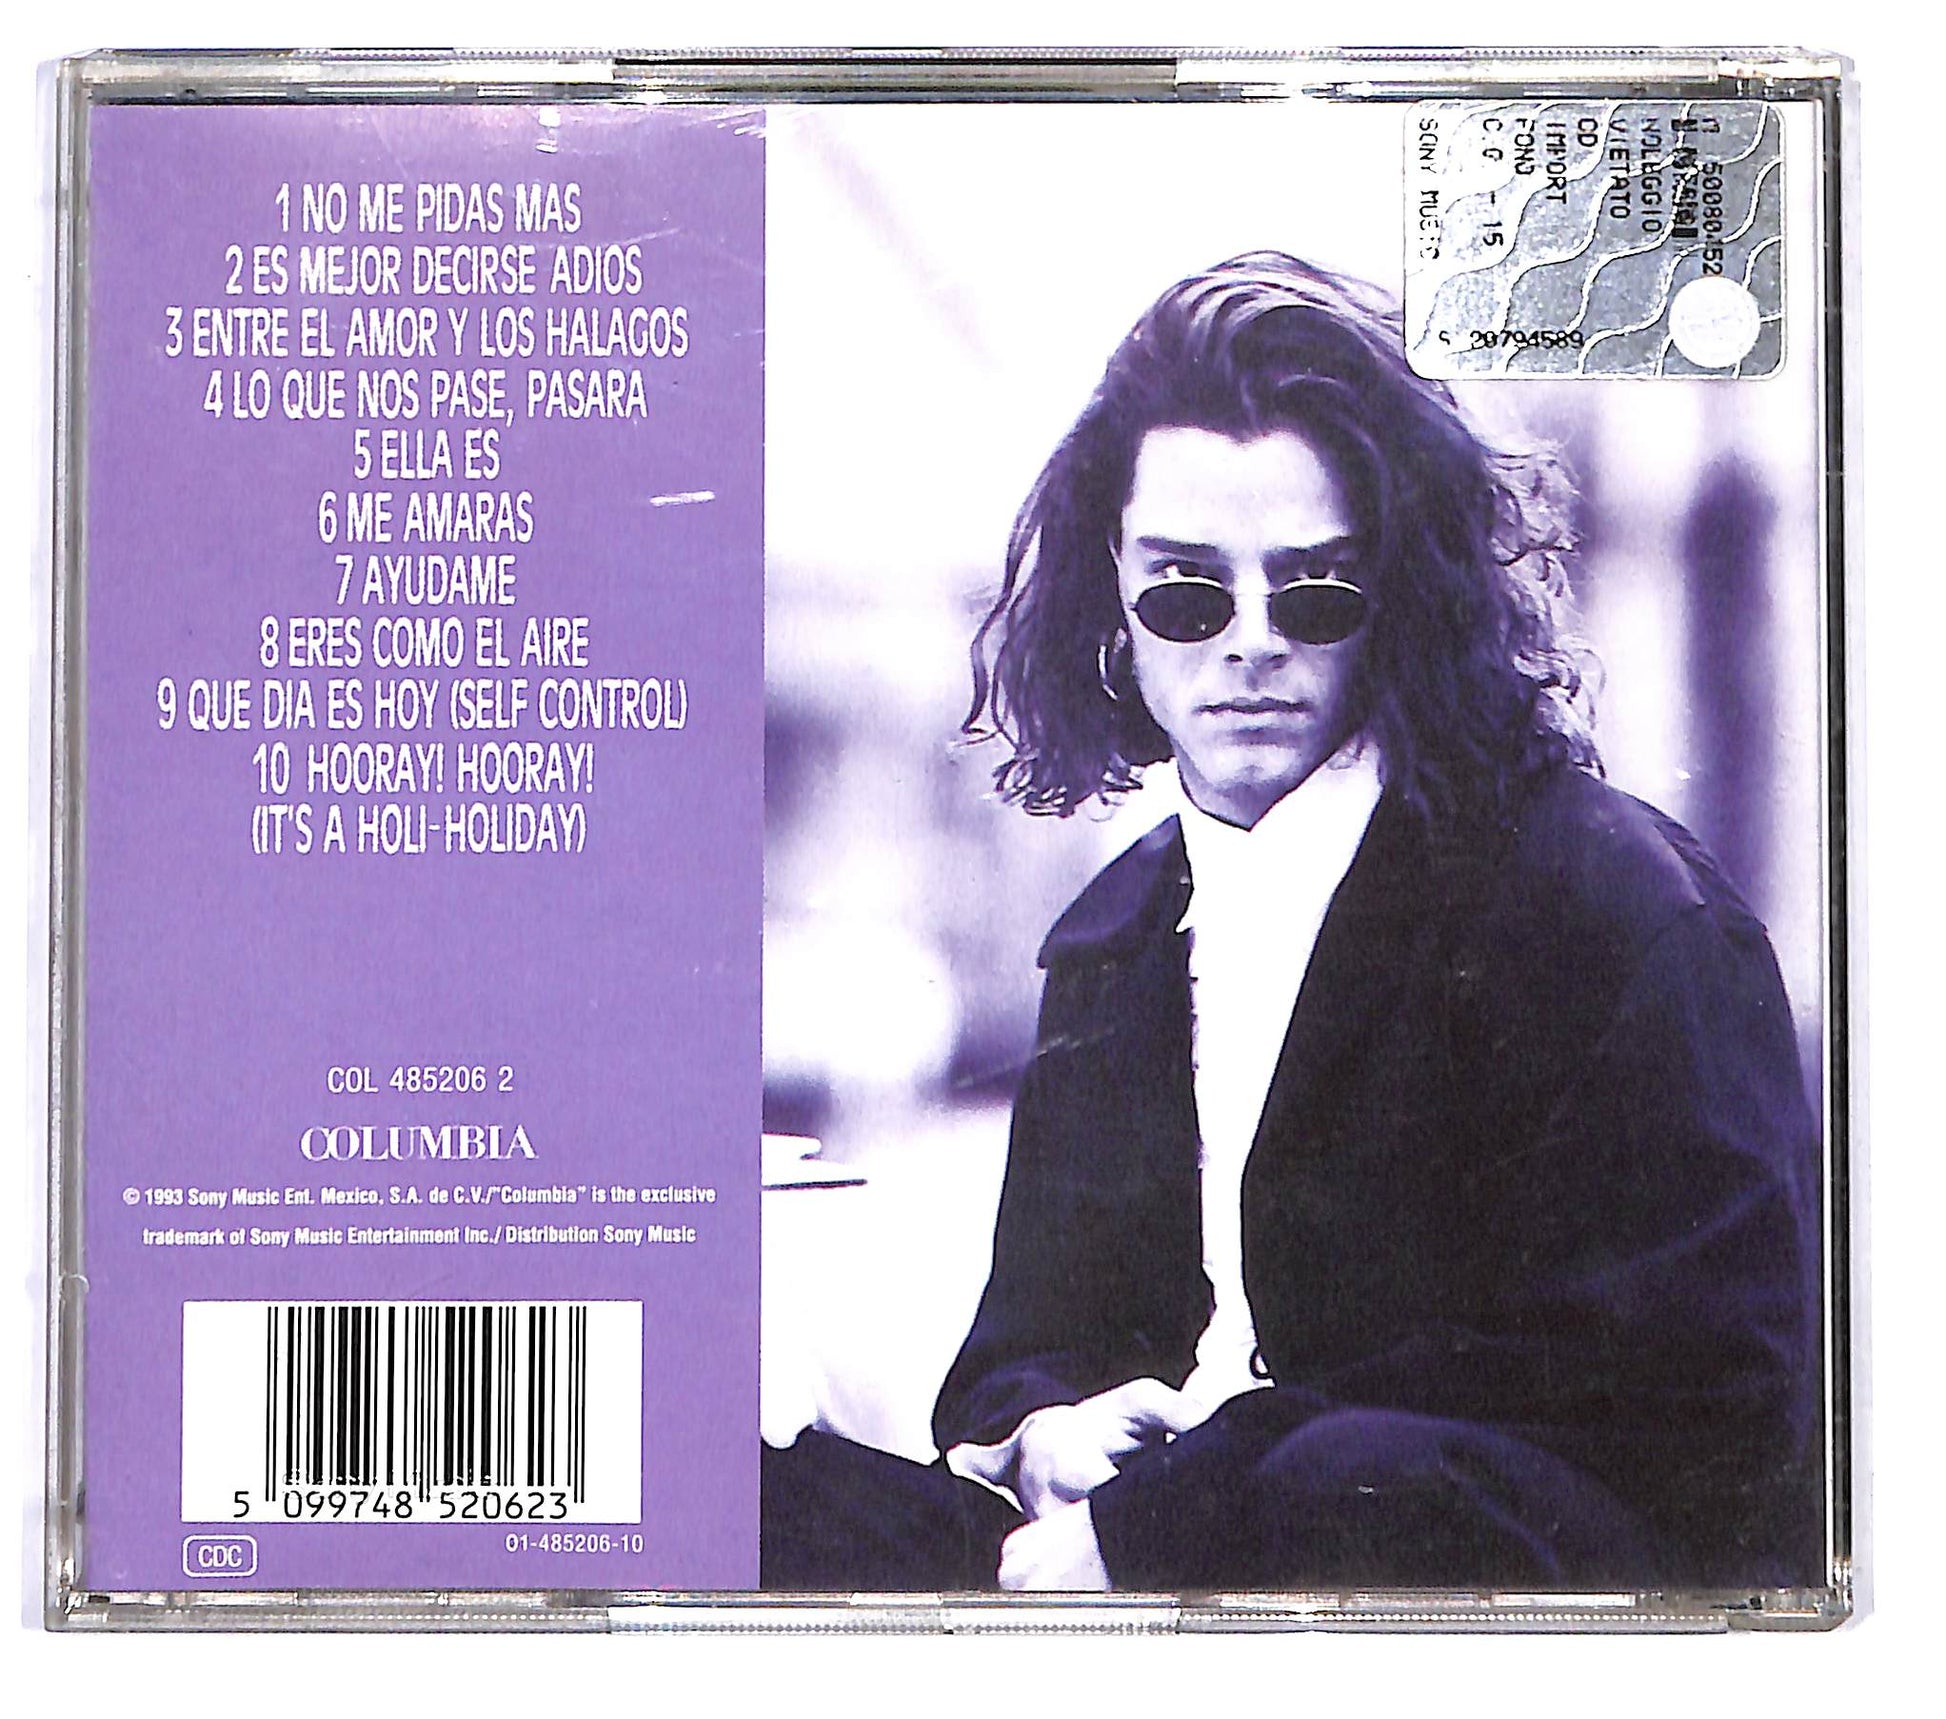 1 NO ME PIDAS MAS
2 ES MEJOR DECIRSE ADIOS
3 ENTRE EL AMOR Y LOS HALAGOS
4 LO QUE NOS PASE, PASARA
5 ELLA ES
6 ME AMARAS
7 AYUDAME
8 ERES COMO EL AIRE
9 QUE DIA ES HOY (SELF CONTROL)
10 HOORAY! HOORAY!
(IT'S A HOLI-HOLIDAY)
COL 485206 2
COLUMBIA
© 1993 Sony Music Ent. Mexico, S.A. de C.V./"Columbia" is the exclusive
trademark of Sony Music Entertainment Inc./ Distribution Sony Music
5 099748 520623
CDC
01-485206-10
NOLEGGIO
VIETATO
CD
IMPORT
FONO
C.C - 15
SONY MUSIC
S 20794589